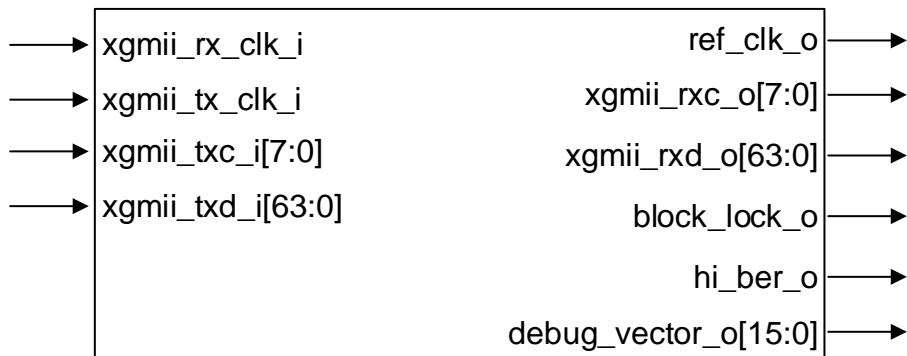 xgmii_rx_clk_i
xgmii_tx_clk_i
xgmii_txc_i[7:0]
xgmii_txd_i[63:0]
ref_clk_o
xgmii_rxc_o[7:0]
xgmii_rxd_o[63:0]
block_lock_o
hi_ber_o
debug_vector_o[15:0]